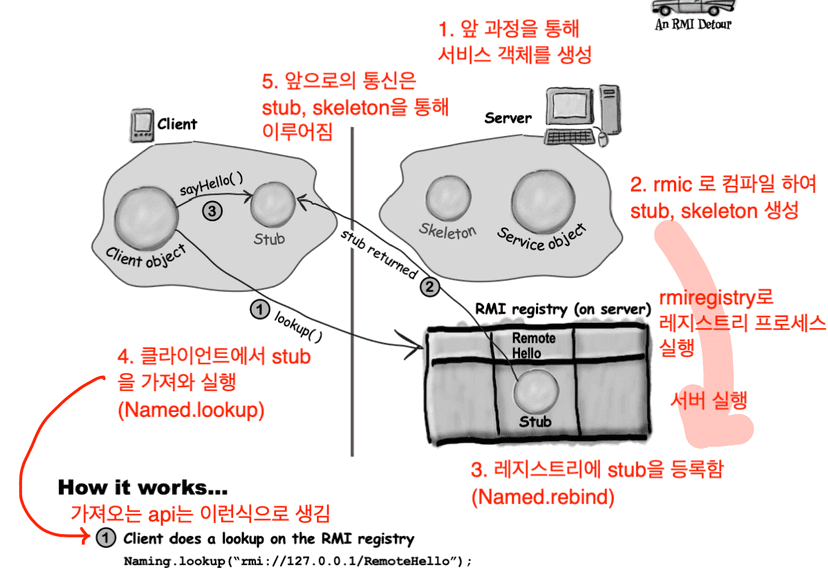 An RMI Detour
1. 앞 과정을 통해
서비스 객체를 생성
5. 앞으로의 통신은
stub, skeleton을 통해
이루어짐
Client
Server
sayHello()
3
Stub
Client object
Skeleton
Service object
2. rmic 로 컴파일 하여
stub, skeleton 생성
stub returned
2
1
lookup()
RMI registry (on server)
rmiregistry로
레지스트리 프로세스
실행
Remote
Hello
Stub
4. 클라이언트에서 stub
을 가져와 실행
(Named.lookup)
서버 실행
3. 레지스트리에 stub을 등록함
(Named.rebind)
How it works...
가져오는 api는 이런식으로 생김
1 Client does a lookup on the RMI registry
Naming.lookup(“rmi://127.0.0.1/RemoteHello”);